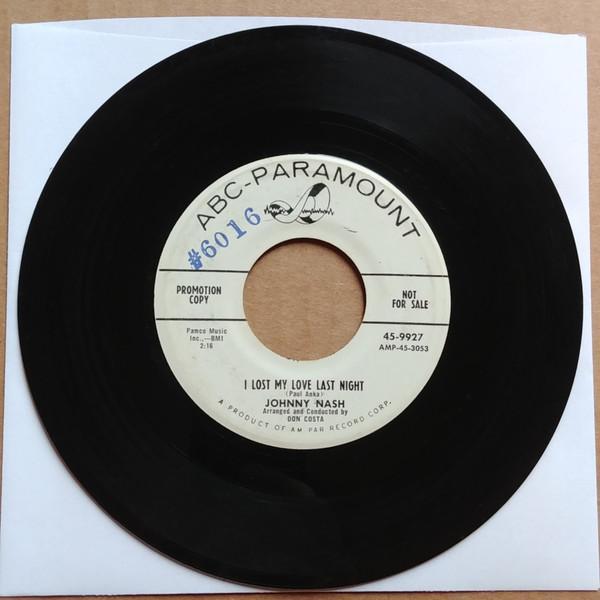 ABC-PARAMOUNT
#6016
PROMOTION
COPY
NOT
FOR SALE
Pamco Music
Inc.,—BMI
2:16
45-9927
AMP-45-3053
I LOST MY LOVE LAST NIGHT
(Paul Anka)
JOHNNY NASH
Arranged and Conducted by
DON COSTA
A PRODUCT OF AM PAR RECORD CORP.